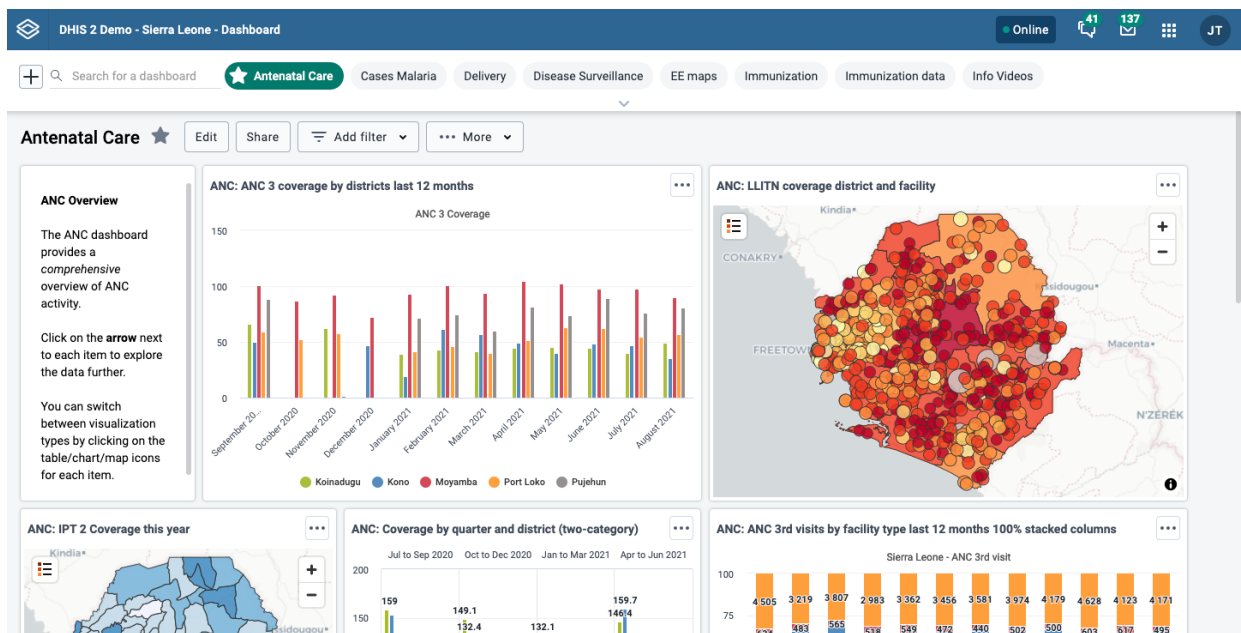 DHIS 2 Demo - Sierra Leone - Dashboard
Online
41
137
JT
Search for a dashboard
Antenatal Care
Cases Malaria
Delivery
Disease Surveillance
EE maps
Immunization
Immunization data
Info Videos
Antenatal Care
Edit
Share
Add filter
More
ANC Overview
The ANC dashboard
provides a
comprehensive
overview of ANC
activity.
Click on the arrow next
to each item to explore
the data further.
You can switch
between visualization
types by clicking on the
table/chart/map icons
for each item.
ANC: ANC 3 coverage by districts last 12 months
ANC 3 Coverage
150
100
50
0
September 20...
October 2020
November 2020
December 2020
January 2021
February 2021
March 2021
April 2021
May 2021
June 2021
July 2021
August 2021
Koinadugu
Kono
Moyamba
Port Loko
Pujehun
ANC: LLITN coverage district and facility
Kindia
CONAKRY
Macenta
N'ZÉRÉK
ANC: IPT 2 Coverage this year
Kindia
ANC: Coverage by quarter and district (two-category)
Jul to Sep 2020
Oct to Dec 2020
Jan to Mar 2021
Apr to Jun 2021
200
150
159
149.1
132.4
132.1
159.7
146.4
ANC: ANC 3rd visits by facility type last 12 months 100% stacked columns
Sierra Leone - ANC 3rd visit
100
75
4 505
3 219
3 807
2 983
3 362
3 456
3 581
3 974
4 179
4 628
4 123
4 171
483
565
518
549
472
440
502
500
603
617
495